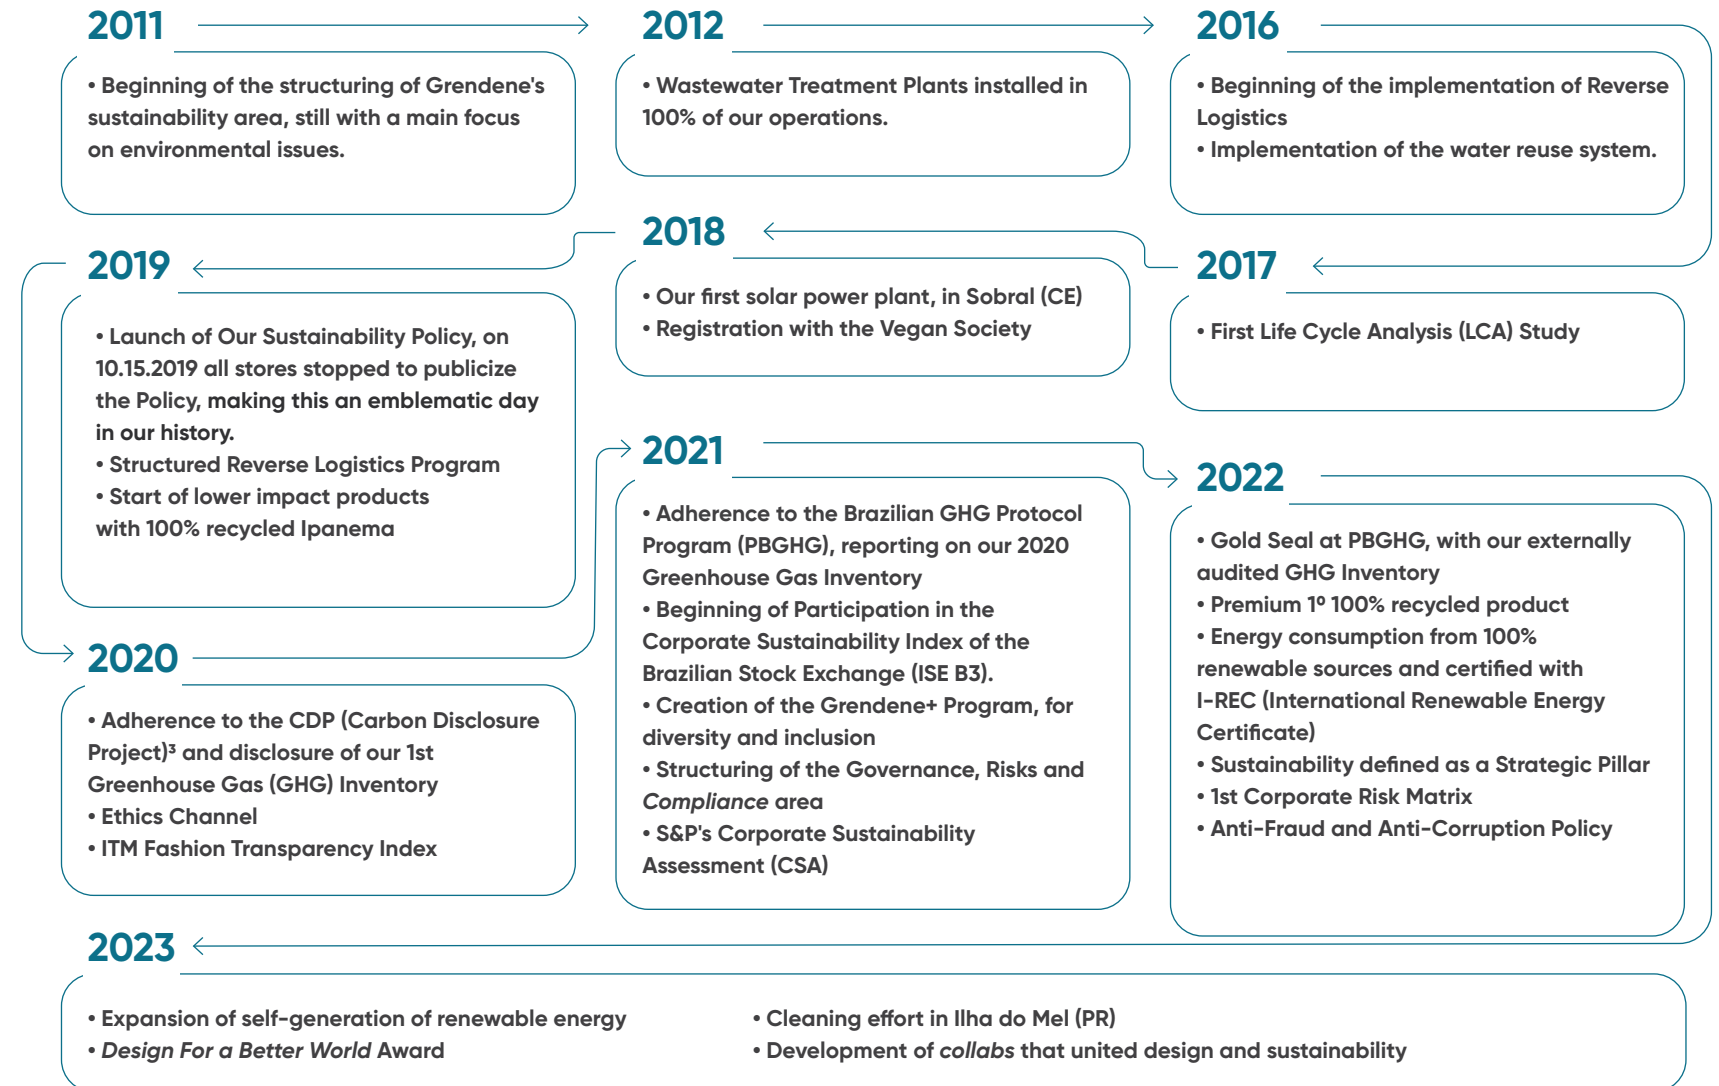 2011
• Beginning of the structuring of Grendene's
sustainability area, still with a main focus
on environmental issues.
2012
• Wastewater Treatment Plants installed in
100% of our operations.
2016
• Beginning of the implementation of Reverse
Logistics
• Implementation of the water reuse system.
2017
• First Life Cycle Analysis (LCA) Study
2018
• Our first solar power plant, in Sobral (CE)
• Registration with the Vegan Society
2019
• Launch of Our Sustainability Policy, on
10.15.2019 all stores stopped to publicize
the Policy, making this an emblematic day
in our history.
• Structured Reverse Logistics Program
• Start of lower impact products
with 100% recycled Ipanema
2020
• Adherence to the CDP (Carbon Disclosure
Project)³ and disclosure of our 1st
Greenhouse Gas (GHG) Inventory
• Ethics Channel
• ITM Fashion Transparency Index
2021
• Adherence to the Brazilian GHG Protocol
Program (PBGHG), reporting on our 2020
Greenhouse Gas Inventory
• Beginning of Participation in the
Corporate Sustainability Index of the
Brazilian Stock Exchange (ISE B3).
• Creation of the Grendene+ Program, for
diversity and inclusion
• Structuring of the Governance, Risks and
Compliance area
• S&P's Corporate Sustainability
Assessment (CSA)
2022
• Gold Seal at PBGHG, with our externally
audited GHG Inventory
• Premium 1º 100% recycled product
• Energy consumption from 100%
renewable sources and certified with
I-REC (International Renewable Energy
Certificate)
• Sustainability defined as a Strategic Pillar
• 1st Corporate Risk Matrix
• Anti-Fraud and Anti-Corruption Policy
2023
• Expansion of self-generation of renewable energy
• Design For a Better World Award
• Cleaning effort in Ilha do Mel (PR)
• Development of collabs that united design and sustainability